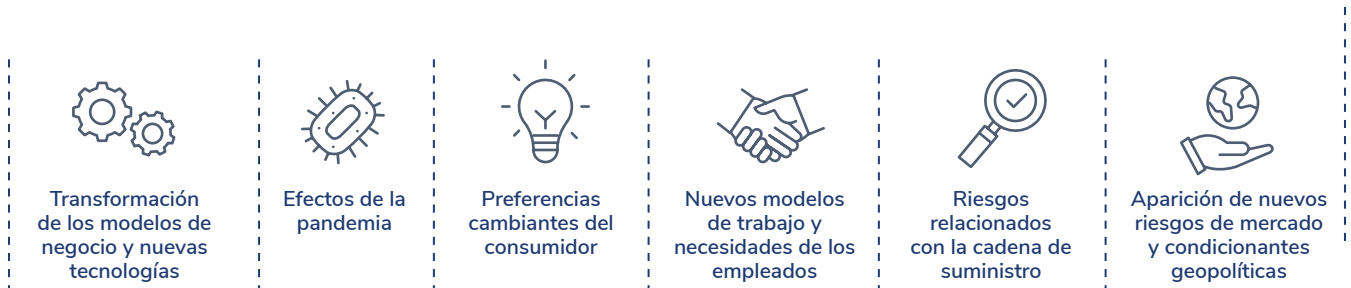 Transformación
de los modelos de
negocio y nuevas
tecnologías
Efectos de la
pandemia
Preferencias
cambiantes del
consumidor
Nuevos modelos
de trabajo y
necesidades de los
empleados
Riesgos
relacionados
con la cadena de
suministro
Aparición de nuevos
riesgos de mercado
y condicionantes
geopolíticas